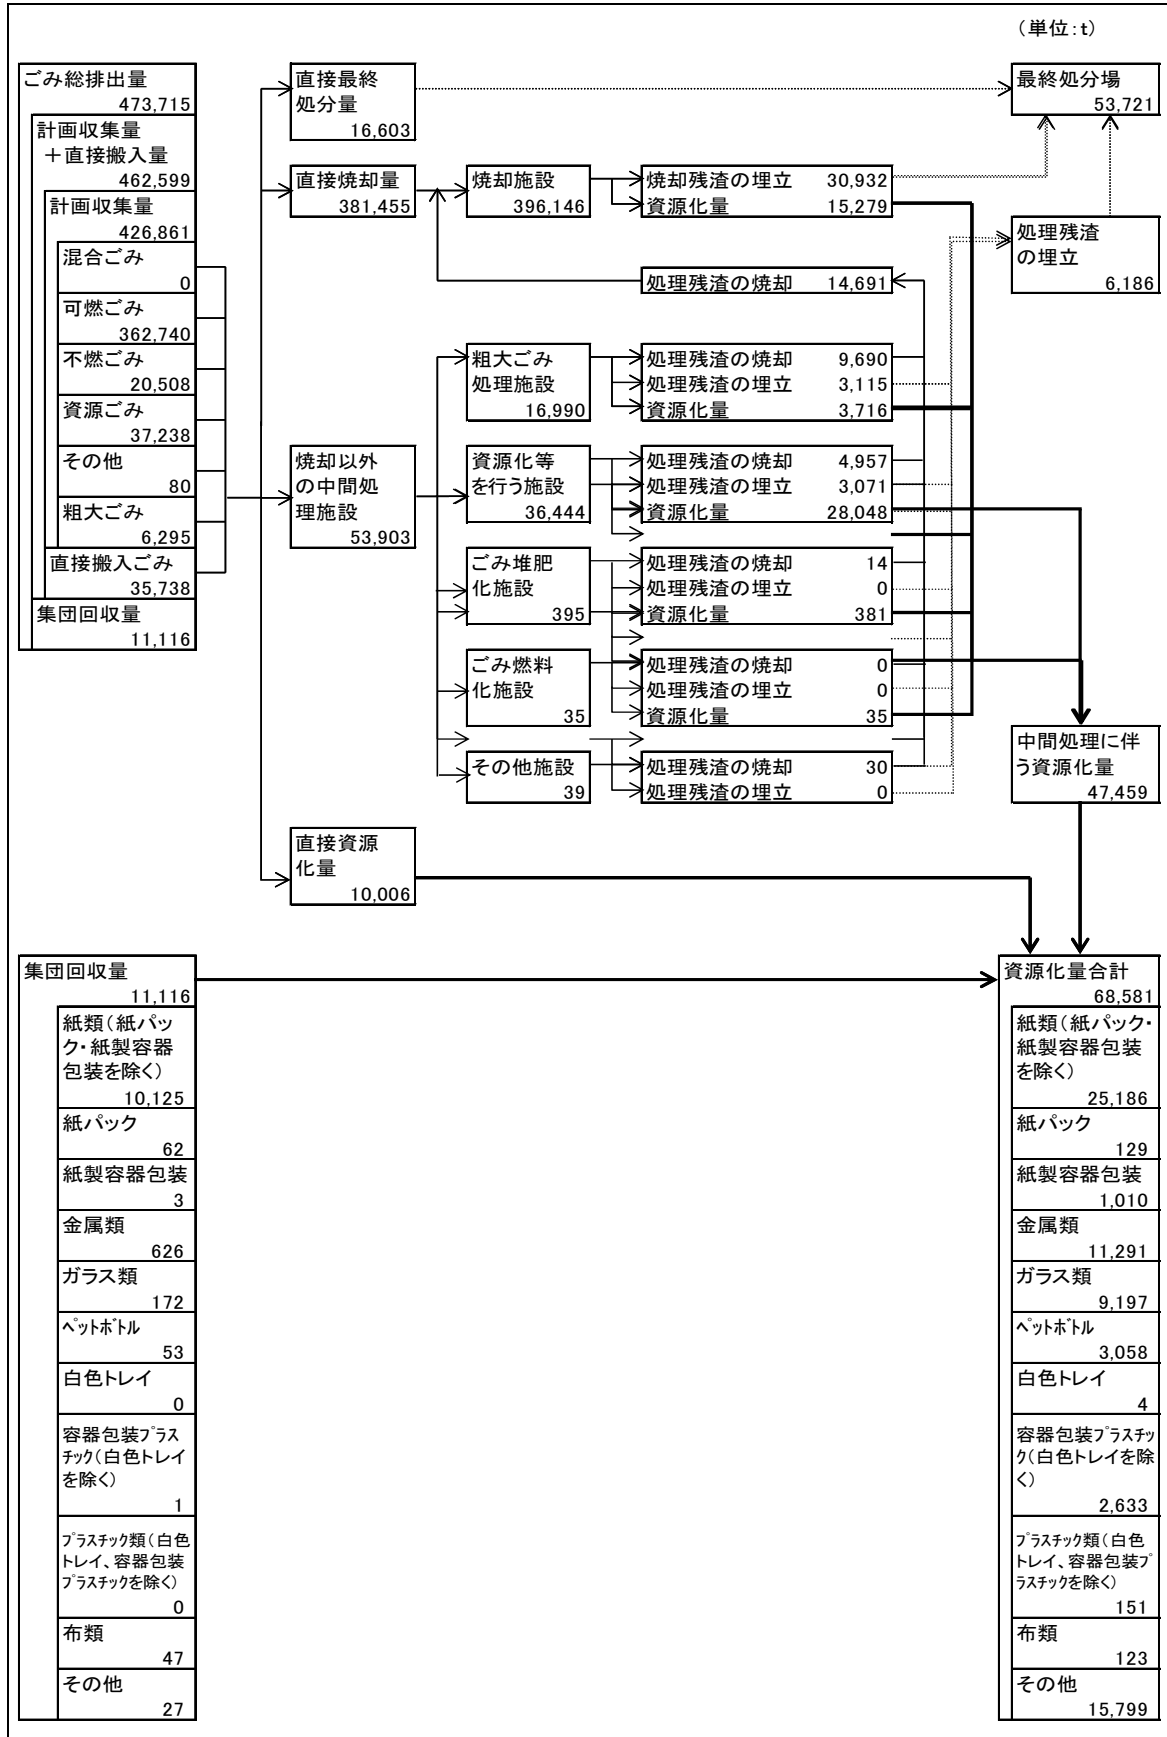 （単位：t）
ごみ総排出量
473,715
計画収集量
＋直接搬入量
462,599
計画収集量
426,861
混合ごみ
0
可燃ごみ
362,740
不燃ごみ
20,508
資源ごみ
37,238
その他
80
粗大ごみ
6,295
直接搬入ごみ
35,738
集団回収量
11,116
直接最終
処分量
16,603
直接焼却量
381,455
焼却以外
の中間処
理施設
53,903
直接資源
化量
10,006
焼却施設
396,146
焼却残渣の埋立 30,932
資源化量 15,279
処理残渣の焼却 14,691
粗大ごみ
処理施設
16,990
処理残渣の焼却 9,690
処理残渣の埋立 3,115
資源化量 3,716
資源化等
を行う施設
36,444
処理残渣の焼却 4,957
処理残渣の埋立 3,071
資源化量 28,048
ごみ堆肥
化施設
395
処理残渣の焼却 14
処理残渣の埋立 0
資源化量 381
ごみ燃料
化施設
35
処理残渣の焼却 0
処理残渣の埋立 0
資源化量 35
その他施設
39
処理残渣の焼却 30
処理残渣の埋立 0
最終処分場
53,721
処理残渣
の埋立
6,186
中間処理に伴
う資源化量
47,459
集団回収量
11,116
紙類（紙パッ
ク・紙製容器
包装を除く）
10,125
紙パック
62
紙製容器包装
3
金属類
626
ガラス類
172
ﾍﾟｯﾄﾎﾞﾄﾙ
53
白色トレイ
0
容器包装ﾌﾟﾗｽ
ﾁｯｸ（白色トレイ
を除く）
1
ﾌﾟﾗｽﾁｯｸ類（白色
トレイ、容器包装
ﾌﾟﾗｽﾁｯｸを除く）
0
布類
47
その他
27
資源化量合計
68,581
紙類（紙パック・
紙製容器包装
を除く）
25,186
紙パック
129
紙製容器包装
1,010
金属類
11,291
ガラス類
9,197
ﾍﾟｯﾄﾎﾞﾄﾙ
3,058
白色トレイ
4
容器包装ﾌﾟﾗｽﾁｯ
ｸ（白色トレイを除
く）
2,633
ﾌﾟﾗｽﾁｯｸ類（白色
トレイ、容器包装ﾌﾟ
ﾗｽﾁｯｸを除く）
151
布類
123
その他
15,799